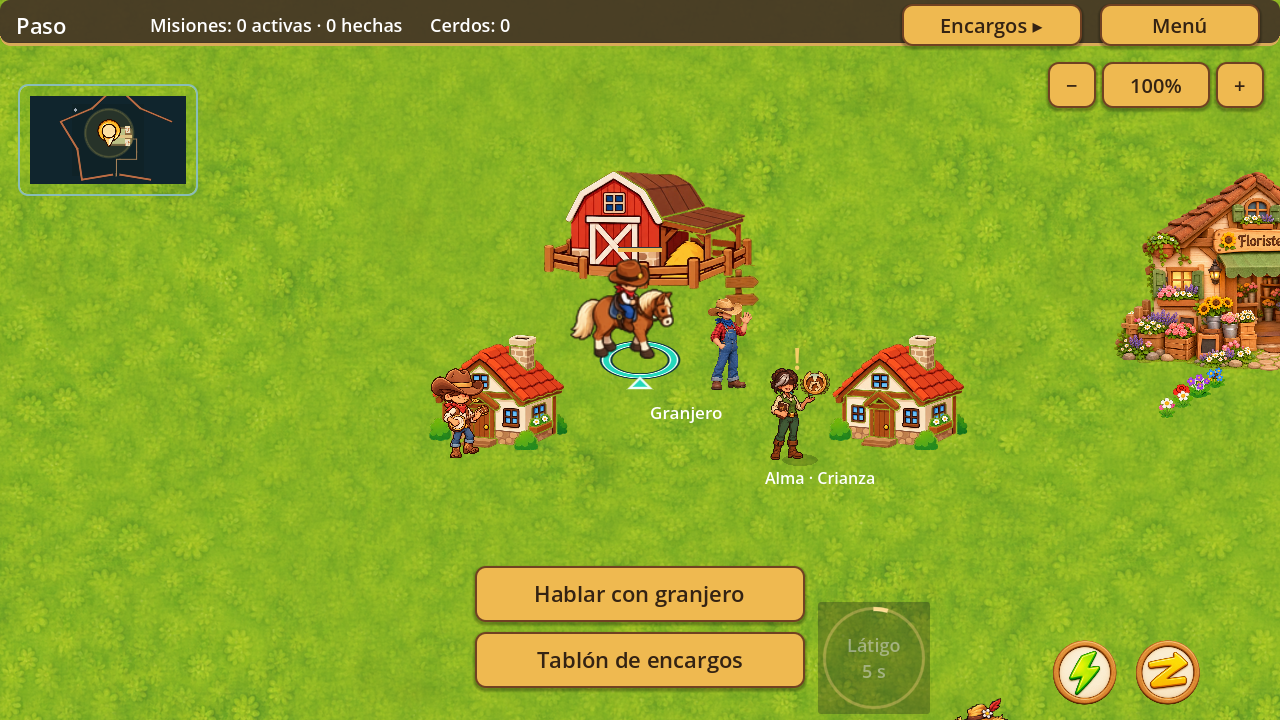 Paso
Misiones: 0 activas · 0 hechas
Cerdos: 0
Encargos ▸
Menú
−
100%
+
Granjero
Alma · Crianza
Hablar con granjero
Tablón de encargos
Látigo
5 s